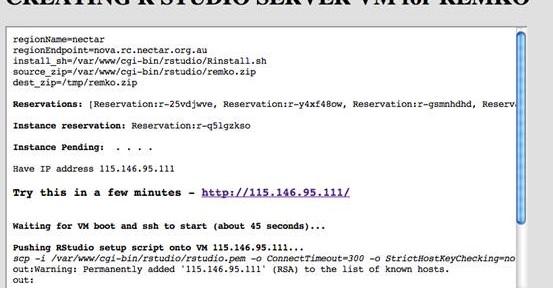 CREATING R STUDIO SERVER VM for REMKO
regionName=nectar
regionEndpoint=nova.rc.nectar.org.au
install_sh=/var/www/cgi-bin/rstudio/Rinstall.sh
source_zip=/var/www/cgi-bin/rstudio/remko.zip
dest_zip=/tmp/remko.zip
Reservations: [Reservation:r-25vdjwve, Reservation:r-y4xf48ow, Reservation:r-gsmnhdhd, Reserv
Instance reservation: Reservation:r-q5lgzkso
Instance Pending: . . . .
Have IP address 115.146.95.111
Try this in a few minutes - http://115.146.95.111/
Waiting for VM boot and ssh to start (about 45 seconds)...
Pushing RStudio setup script onto VM 115.146.95.111...
scp -i /var/www/cgi-bin/rstudio/rstudio.pem -o ConnectTimeout=300 -o StrictHostKeyChecking=no
out:Warning: Permanently added '115.146.95.111' (RSA) to the list of known hosts.
out: